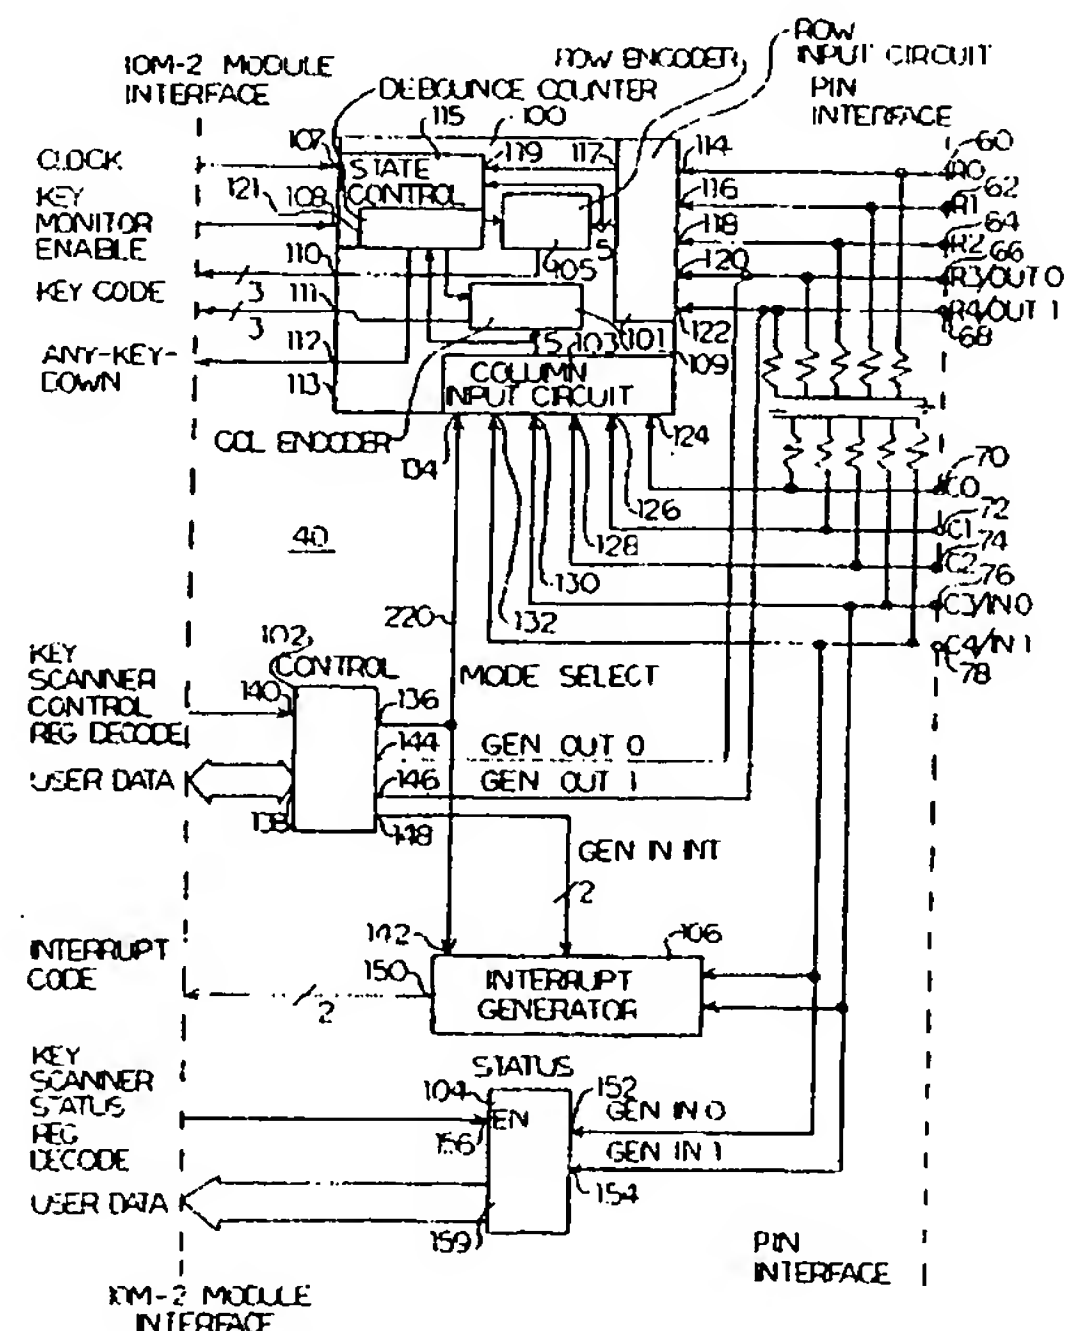 ROW
INPUT CIRCUIT
ROW ENCODER
PIN
INTERFACE
IOM-2 MODULE
INTERFACE
DEBOUNCE COUNTER
115
100
107
119
117
114
60
CLOCK
STATE
CONTROL
R0
KEY
MONITOR
ENABLE
121
108
116
62
R1
118
64
R2
110
105
5
120
66
R3/OUT 0
KEY CODE
3
111
3
R4/OUT 1
122
68
101
ANY-KEY-
DOWN
112
113
5
103
109
COLUMN
INPUT CIRCUIT
COL ENCODER
134
124
70
C0
126
72
C1
40
128
74
C2
130
76
C3/IN 0
220
132
C4/IN 1
78
KEY
SCANNER
CONTROL
REG DECODE
102
CONTROL
140
136
MODE SELECT
144
GEN OUT 0
USER DATA
146
GEN OUT 1
138
148
GEN IN INT
2
142
106
INTERRUPT
CODE
150
2
INTERRUPT
GENERATOR
KEY
SCANNER
STATUS
REG
DECODE
STATUS
104
152
GEN IN 0
EN
156
GEN IN 1
154
USER DATA
159
PIN
INTERFACE
IOM-2 MODULE
INTERFACE